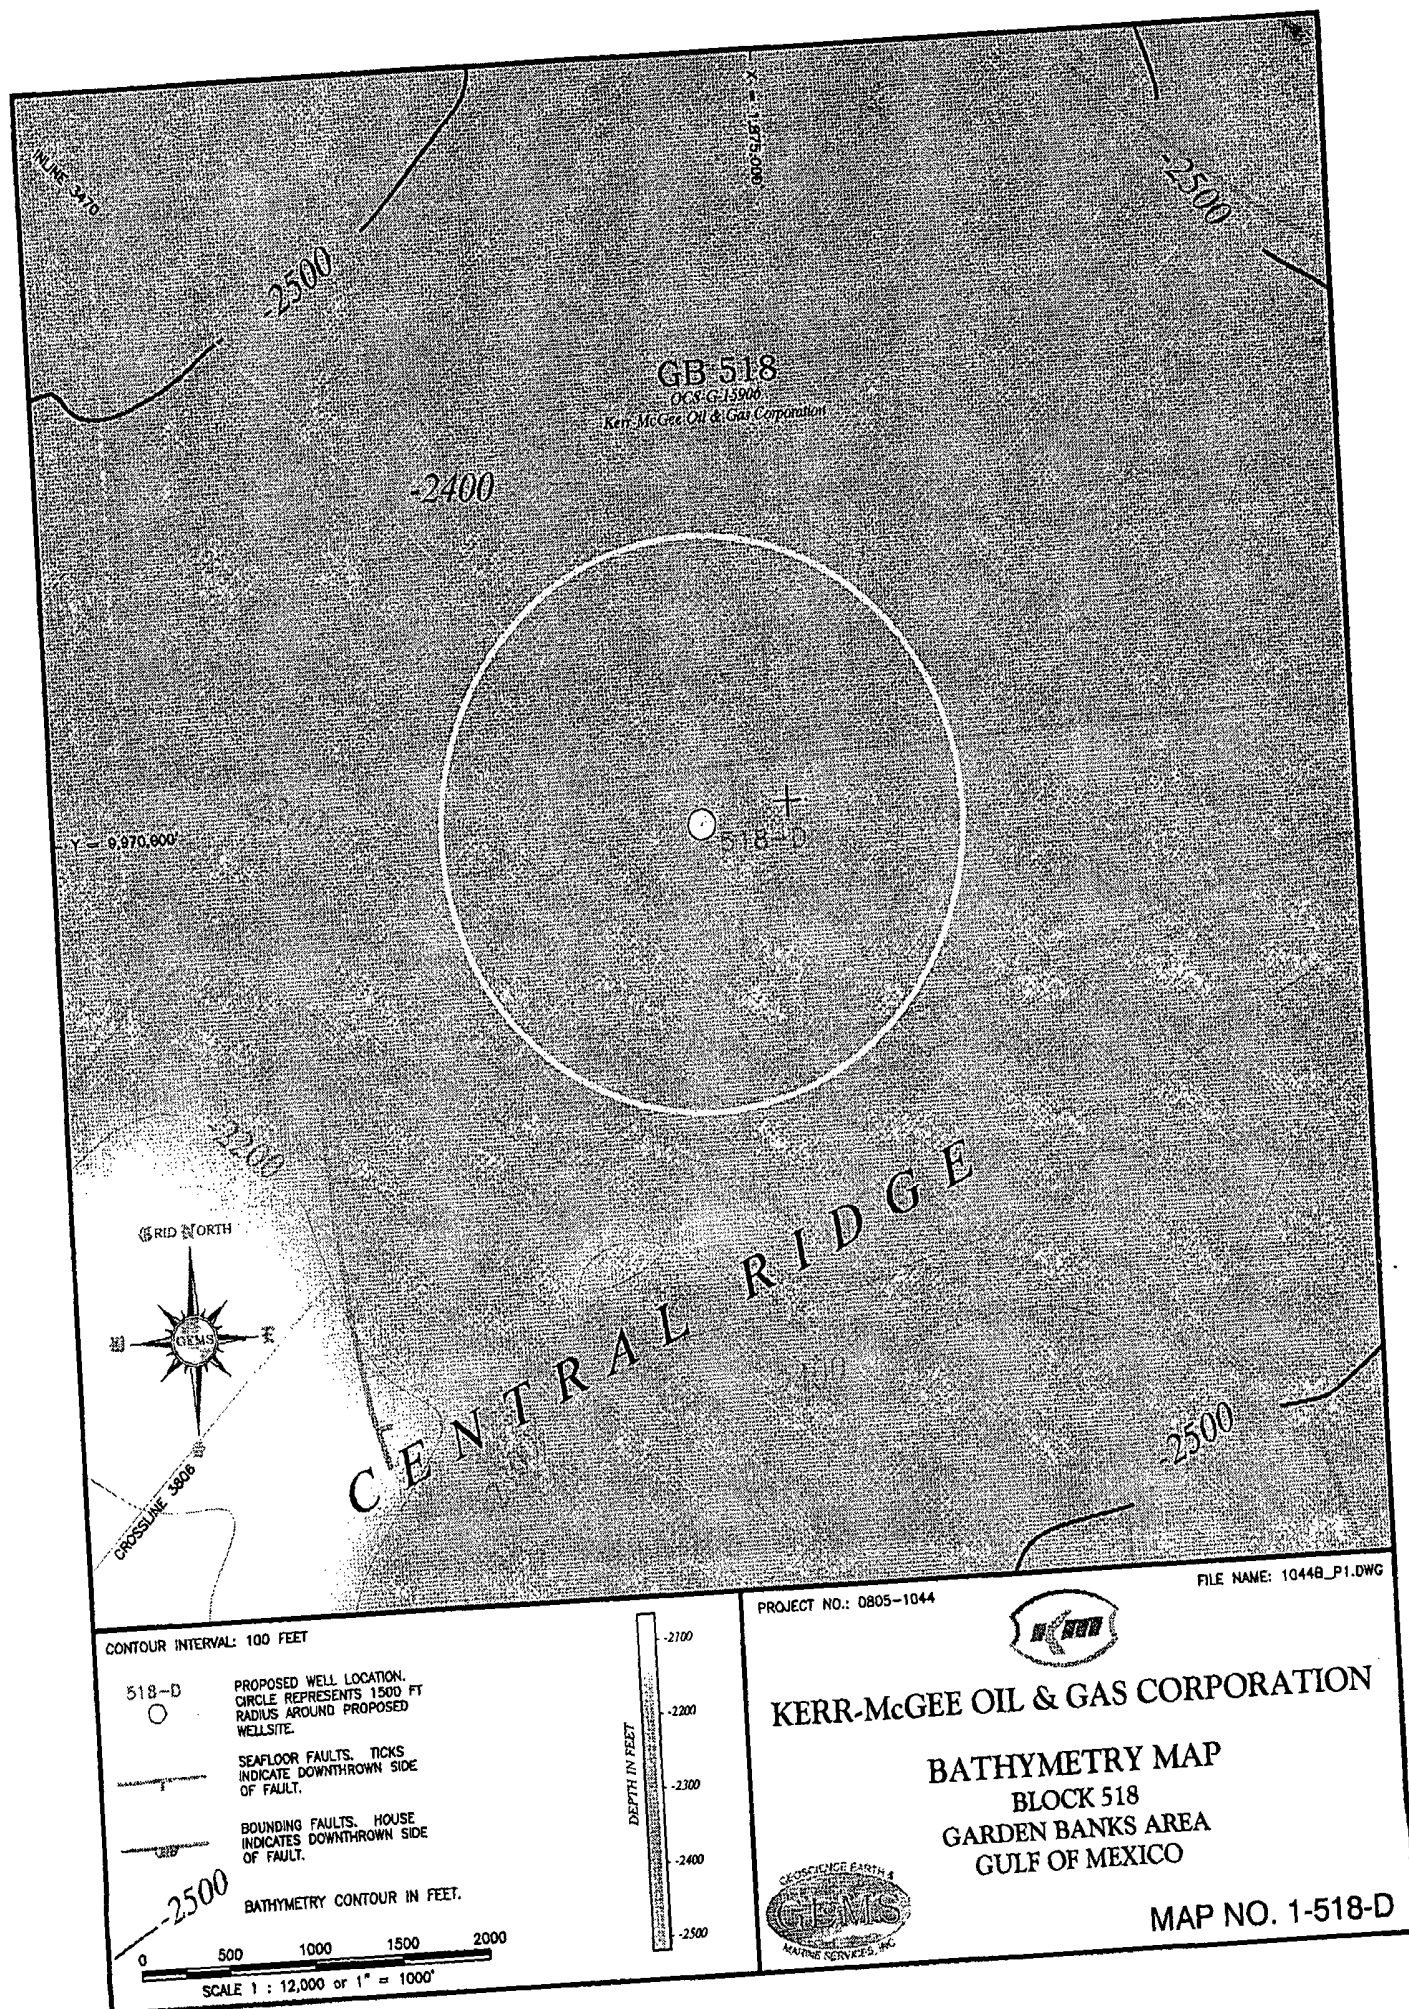 INLINE 3470
X = 1,875,000'
-2500
-2500
GB 518
OCS-G-15906
Kerr-McGee Oil & Gas Corporation
-2400
518-D
Y = 9,970,800'
-2200
GRID NORTH
E
GEMS
CENTRAL RIDGE
-2500
CROSSLINE 3806
CONTOUR INTERVAL: 100 FEET
518-D
PROPOSED WELL LOCATION.
CIRCLE REPRESENTS 1500 FT
RADIUS AROUND PROPOSED
WELLSITE.
SEAFLOOR FAULTS. TICKS
INDICATE DOWNTHROWN SIDE
OF FAULT.
BOUNDING FAULTS. HOUSE
INDICATES DOWNTHROWN SIDE
OF FAULT.
-2500
BATHYMETRY CONTOUR IN FEET.
0 500 1000 1500 2000
SCALE 1 : 12,000 or 1" = 1000'
DEPTH IN FEET
-2100
-2200
-2300
-2400
-2500
PROJECT NO.: 0805-1044
FILE NAME: 1044B_P1.DWG
KM
KERR-McGEE OIL & GAS CORPORATION
BATHYMETRY MAP
BLOCK 518
GARDEN BANKS AREA
GULF OF MEXICO
GEOSCIENCE EARTH &
GEMS
MARINE SERVICES, INC
MAP NO. 1-518-D